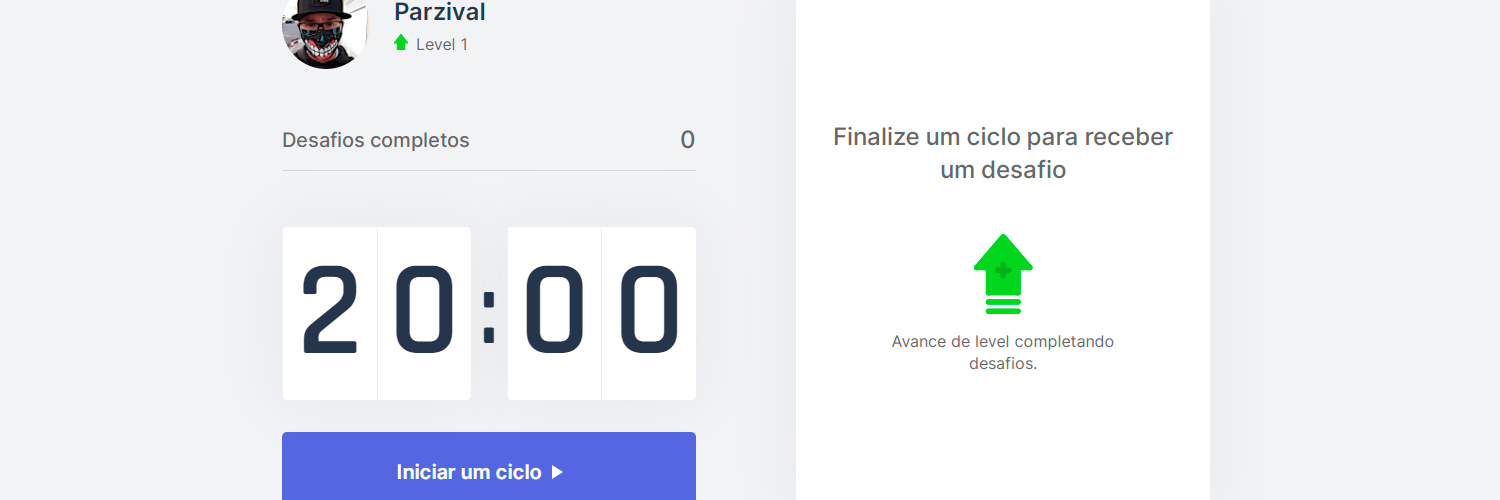 Parzival
Level 1
Desafios completos 0
20:00
Iniciar um ciclo
Finalize um ciclo para receber
um desafio
Avance de level completando
desafios.